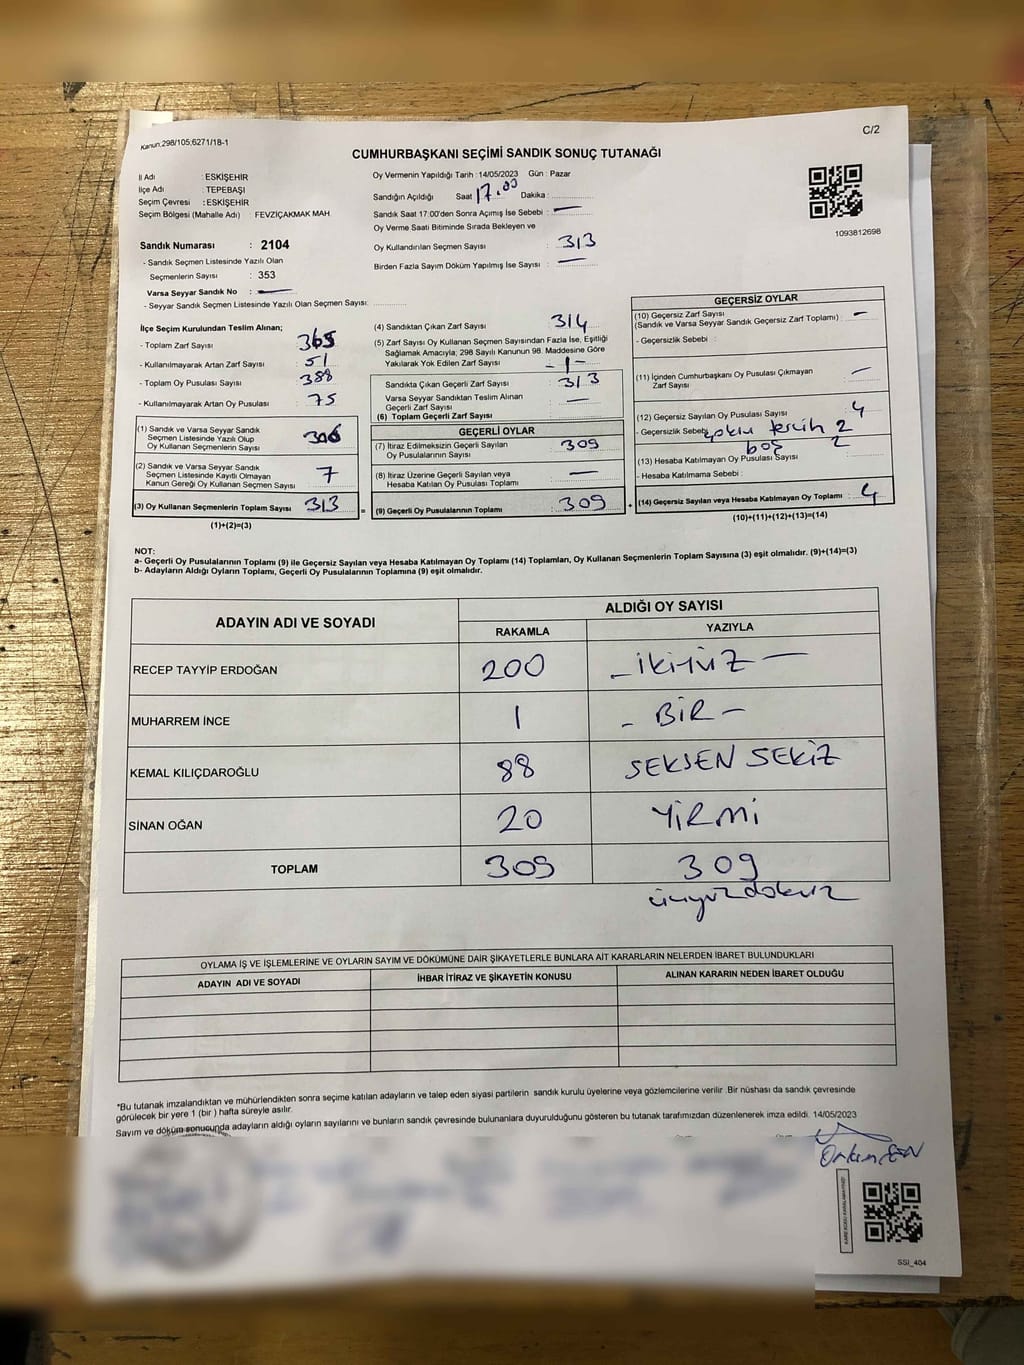 Kanun.298/105;6271/18-1
C/2
CUMHURBAŞKANI SEÇİMİ SANDIK SONUÇ TUTANAĞI
İl Adı : ESKİŞEHİR
İlçe Adı : TEPEBAŞI
Seçim Çevresi : ESKİŞEHİR
Seçim Bölgesi (Mahalle Adı) FEVZİÇAKMAK MAH.
Sandık Numarası : 2104
- Sandık Seçmen Listesinde Yazılı Olan
Seçmenlerin Sayısı : 353
Varsa Seyyar Sandık No : —
- Seyyar Sandık Seçmen Listesinde Yazılı Olan Seçmen Sayısı:
Oy Vermenin Yapıldığı Tarih : 14/05/2023 Gün : Pazar
Sandığın Açıldığı Saat 17.00 Dakika :
Sandık Saat 17:00'den Sonra Açımış İse Sebebi : —
Oy Verme Saati Bitiminde Sırada Bekleyen ve
Oy Kullandırılan Seçmen Sayısı : 313
Birden Fazla Sayım Döküm Yapılmış İse Sayısı : —
1093812698
İlçe Seçim Kurulundan Teslim Alınan;
- Toplam Zarf Sayısı : 365
- Kullanılmayarak Artan Zarf Sayısı : 51
- Toplam Oy Pusulası Sayısı : 388
- Kullanılmayarak Artan Oy Pusulası : 75
(1) Sandık ve Varsa Seyyar Sandık
Seçmen Listesinde Yazılı Olup
Oy Kullanan Seçmenlerin Sayısı : 306
(2) Sandık ve Varsa Seyyar Sandık
Seçmen Listesinde Kayıtlı Olmayan
Kanun Gereği Oy Kullanan Seçmen Sayısı : 7
(3) Oy Kullanan Seçmenlerin Toplam Sayısı : 313
(1)+(2)=(3)
(4) Sandıktan Çıkan Zarf Sayısı : 314
(5) Zarf Sayısı Oy Kullanan Seçmen Sayısından Fazla İse, Eşitliği
Sağlamak Amacıyla; 298 Sayılı Kanunun 98. Maddesine Göre
Yakılarak Yok Edilen Zarf Sayısı : -1-
Sandıkta Çıkan Geçerli Zarf Sayısı : 313
Varsa Seyyar Sandıktan Teslim Alınan
Geçerli Zarf Sayısı : —
(6) Toplam Geçerli Zarf Sayısı
GEÇERLİ OYLAR
(7) İtiraz Edilmeksizin Geçerli Sayılan
Oy Pusulalarının Sayısı : 309
(8) İtiraz Üzerine Geçerli Sayılan veya
Hesaba Katılan Oy Pusulası Toplamı : —
(9) Geçerli Oy Pusulalarının Toplamı : 309
GEÇERSİZ OYLAR
(10) Geçersiz Zarf Sayısı
(Sandık ve Varsa Seyyar Sandık Geçersiz Zarf Toplamı) : —
- Geçersizlik Sebebi :
(11) İçinden Cumhurbaşkanı Oy Pusulası Çıkmayan
Zarf Sayısı : —
(12) Geçersiz Sayılan Oy Pusulası Sayısı : 4
- Geçersizlik Sebebi çoklu tercih 2
boş 2
(13) Hesaba Katılmayan Oy Pusulası Sayısı
- Hesaba Katılmama Sebebi :
(14) Geçersiz Sayılan veya Hesaba Katılmayan Oy Toplamı : 4
(10)+(11)+(12)+(13)=(14)
NOT:
a- Geçerli Oy Pusulalarının Toplamı (9) ile Geçersiz Sayılan veya Hesaba Katılmayan Oy Toplamı (14) Toplamları, Oy Kullanan Seçmenlerin Toplam Sayısına (3) eşit olmalıdır. (9)+(14)=(3)
b- Adayların Aldığı Oyların Toplamı, Geçerli Oy Pusulalarının Toplamına (9) eşit olmalıdır.
ADAYIN ADI VE SOYADI
ALDIĞI OY SAYISI
RAKAMLA YAZIYLA
RECEP TAYYİP ERDOĞAN 200 - İKİYÜZ -
MUHARREM İNCE 1 - BİR -
KEMAL KILIÇDAROĞLU 88 SEKSEN SEKİZ
SİNAN OĞAN 20 YİRMİ
TOPLAM 309 309
üçyüzdokuz
OYLAMA İŞ VE İŞLEMLERİNE VE OYLARIN SAYIM VE DÖKÜMÜNE DAİR ŞİKAYETLERLE BUNLARA AİT KARARLARIN NELERDEN İBARET BULUNDUKLARI
ADAYIN ADI VE SOYADI İHBAR İTİRAZ VE ŞİKAYETİN KONUSU ALINAN KARARIN NEDEN İBARET OLDUĞU
*Bu tutanak imzalandıktan ve mühürlendikten sonra seçime katılan adayların ve talep eden siyasi partilerin sandık kurulu üyelerine veya gözlemcilerine verilir. Bir nüshası da sandık çevresinde
görülecek bir yere 1 (bir ) hafta süreyle asılır.
Sayım ve döküm sonucunda adayların aldığı oyların sayılarını ve bunların sandık çevresinde bulunanlara duyurulduğunu gösteren bu tutanak tarafımızdan düzenlenerek imza edildi. 14/05/2023
SSI_404